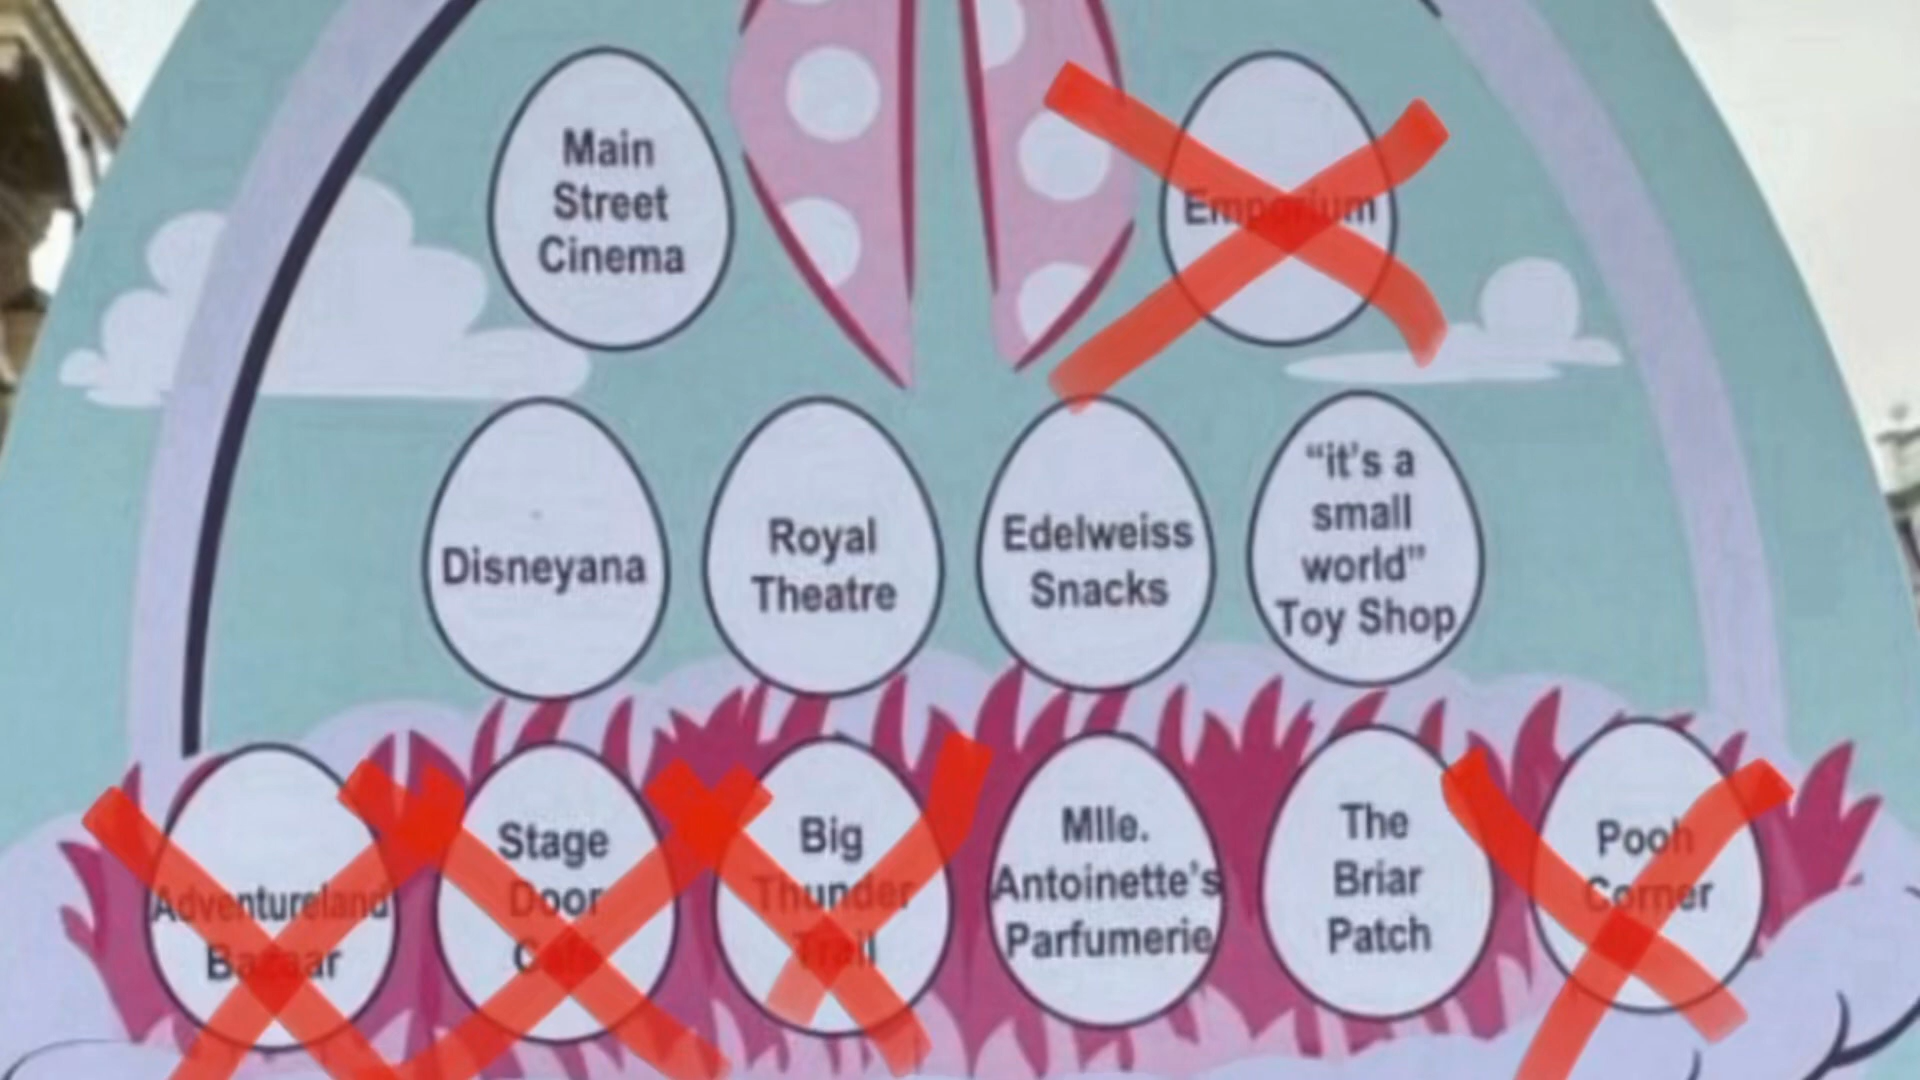 Main
Street
Cinema
Emporium
Disneyana
Royal
Theatre
Edelweiss
Snacks
“it’s a
small
world”
Toy Shop
Adventureland
Bazaar
Stage
Door
Café
Big
Thunder
Trail
Mlle.
Antoinette’s
Parfumerie
The
Briar
Patch
Pooh
Corner